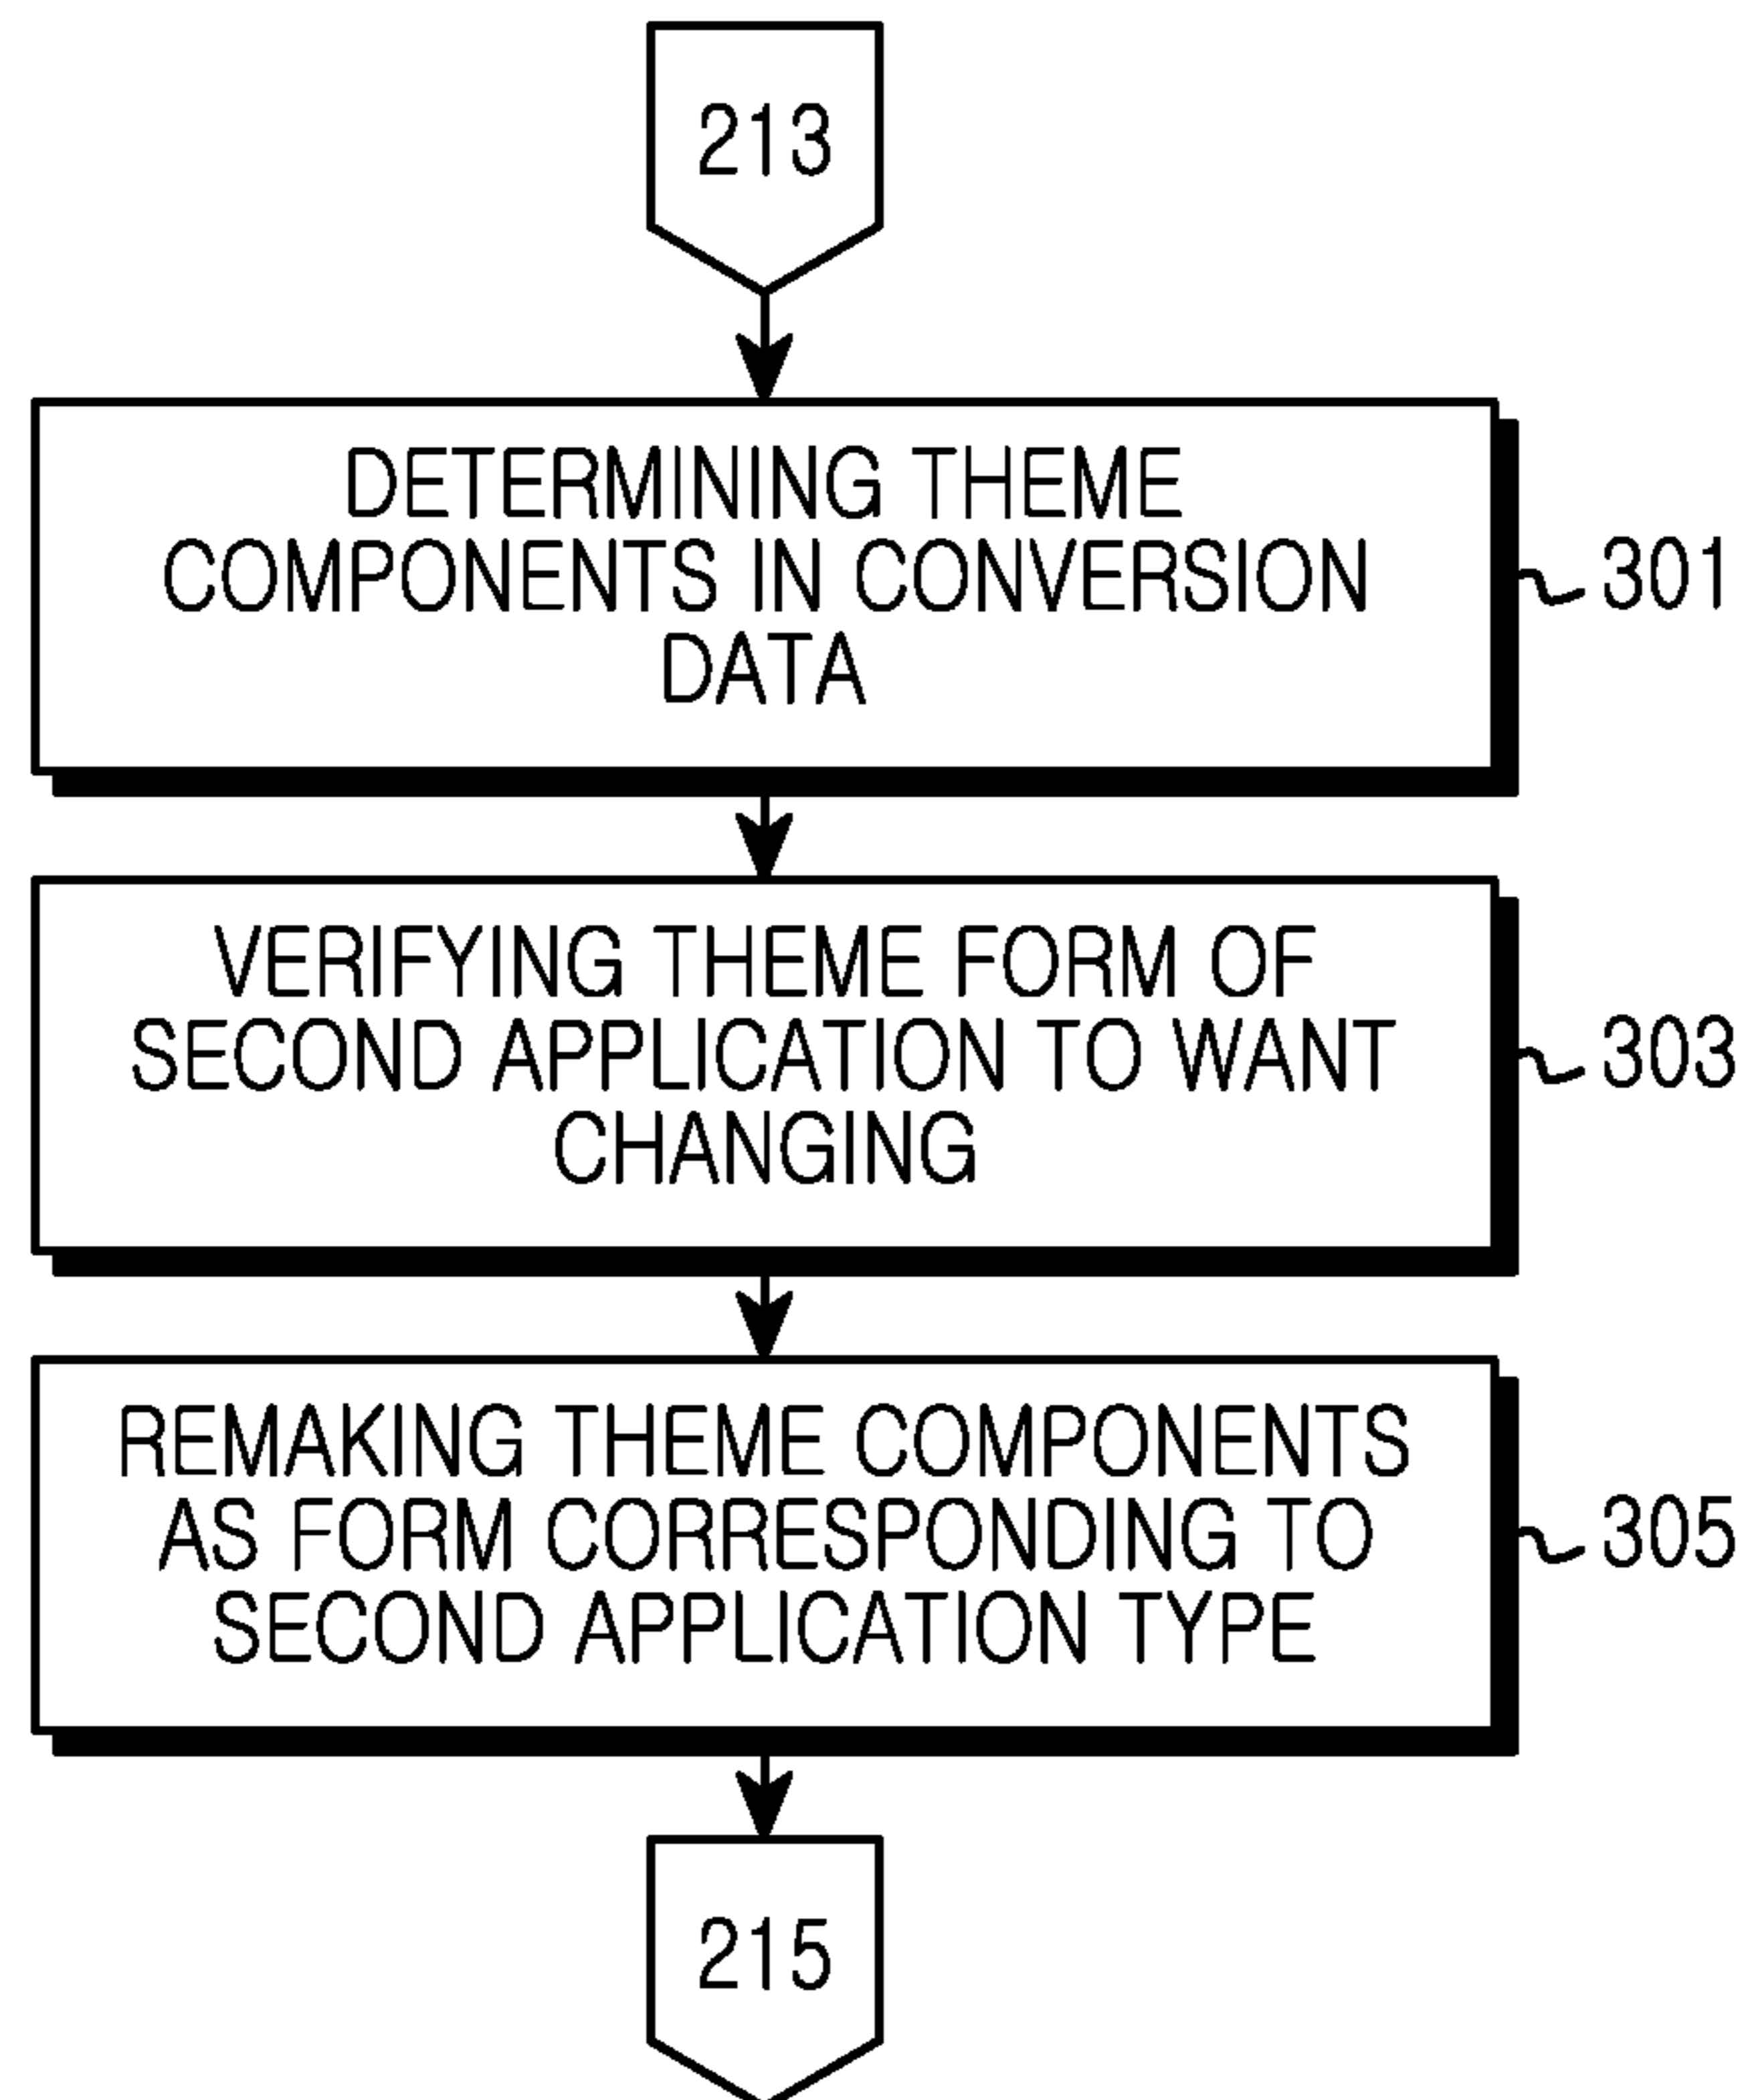 213
DETERMINING THEME
COMPONENTS IN CONVERSION
DATA
301
VERIFYING THEME FORM OF
SECOND APPLICATION TO WANT
CHANGING
303
REMAKING THEME COMPONENTS
AS FORM CORRESPONDING TO
SECOND APPLICATION TYPE
305
215